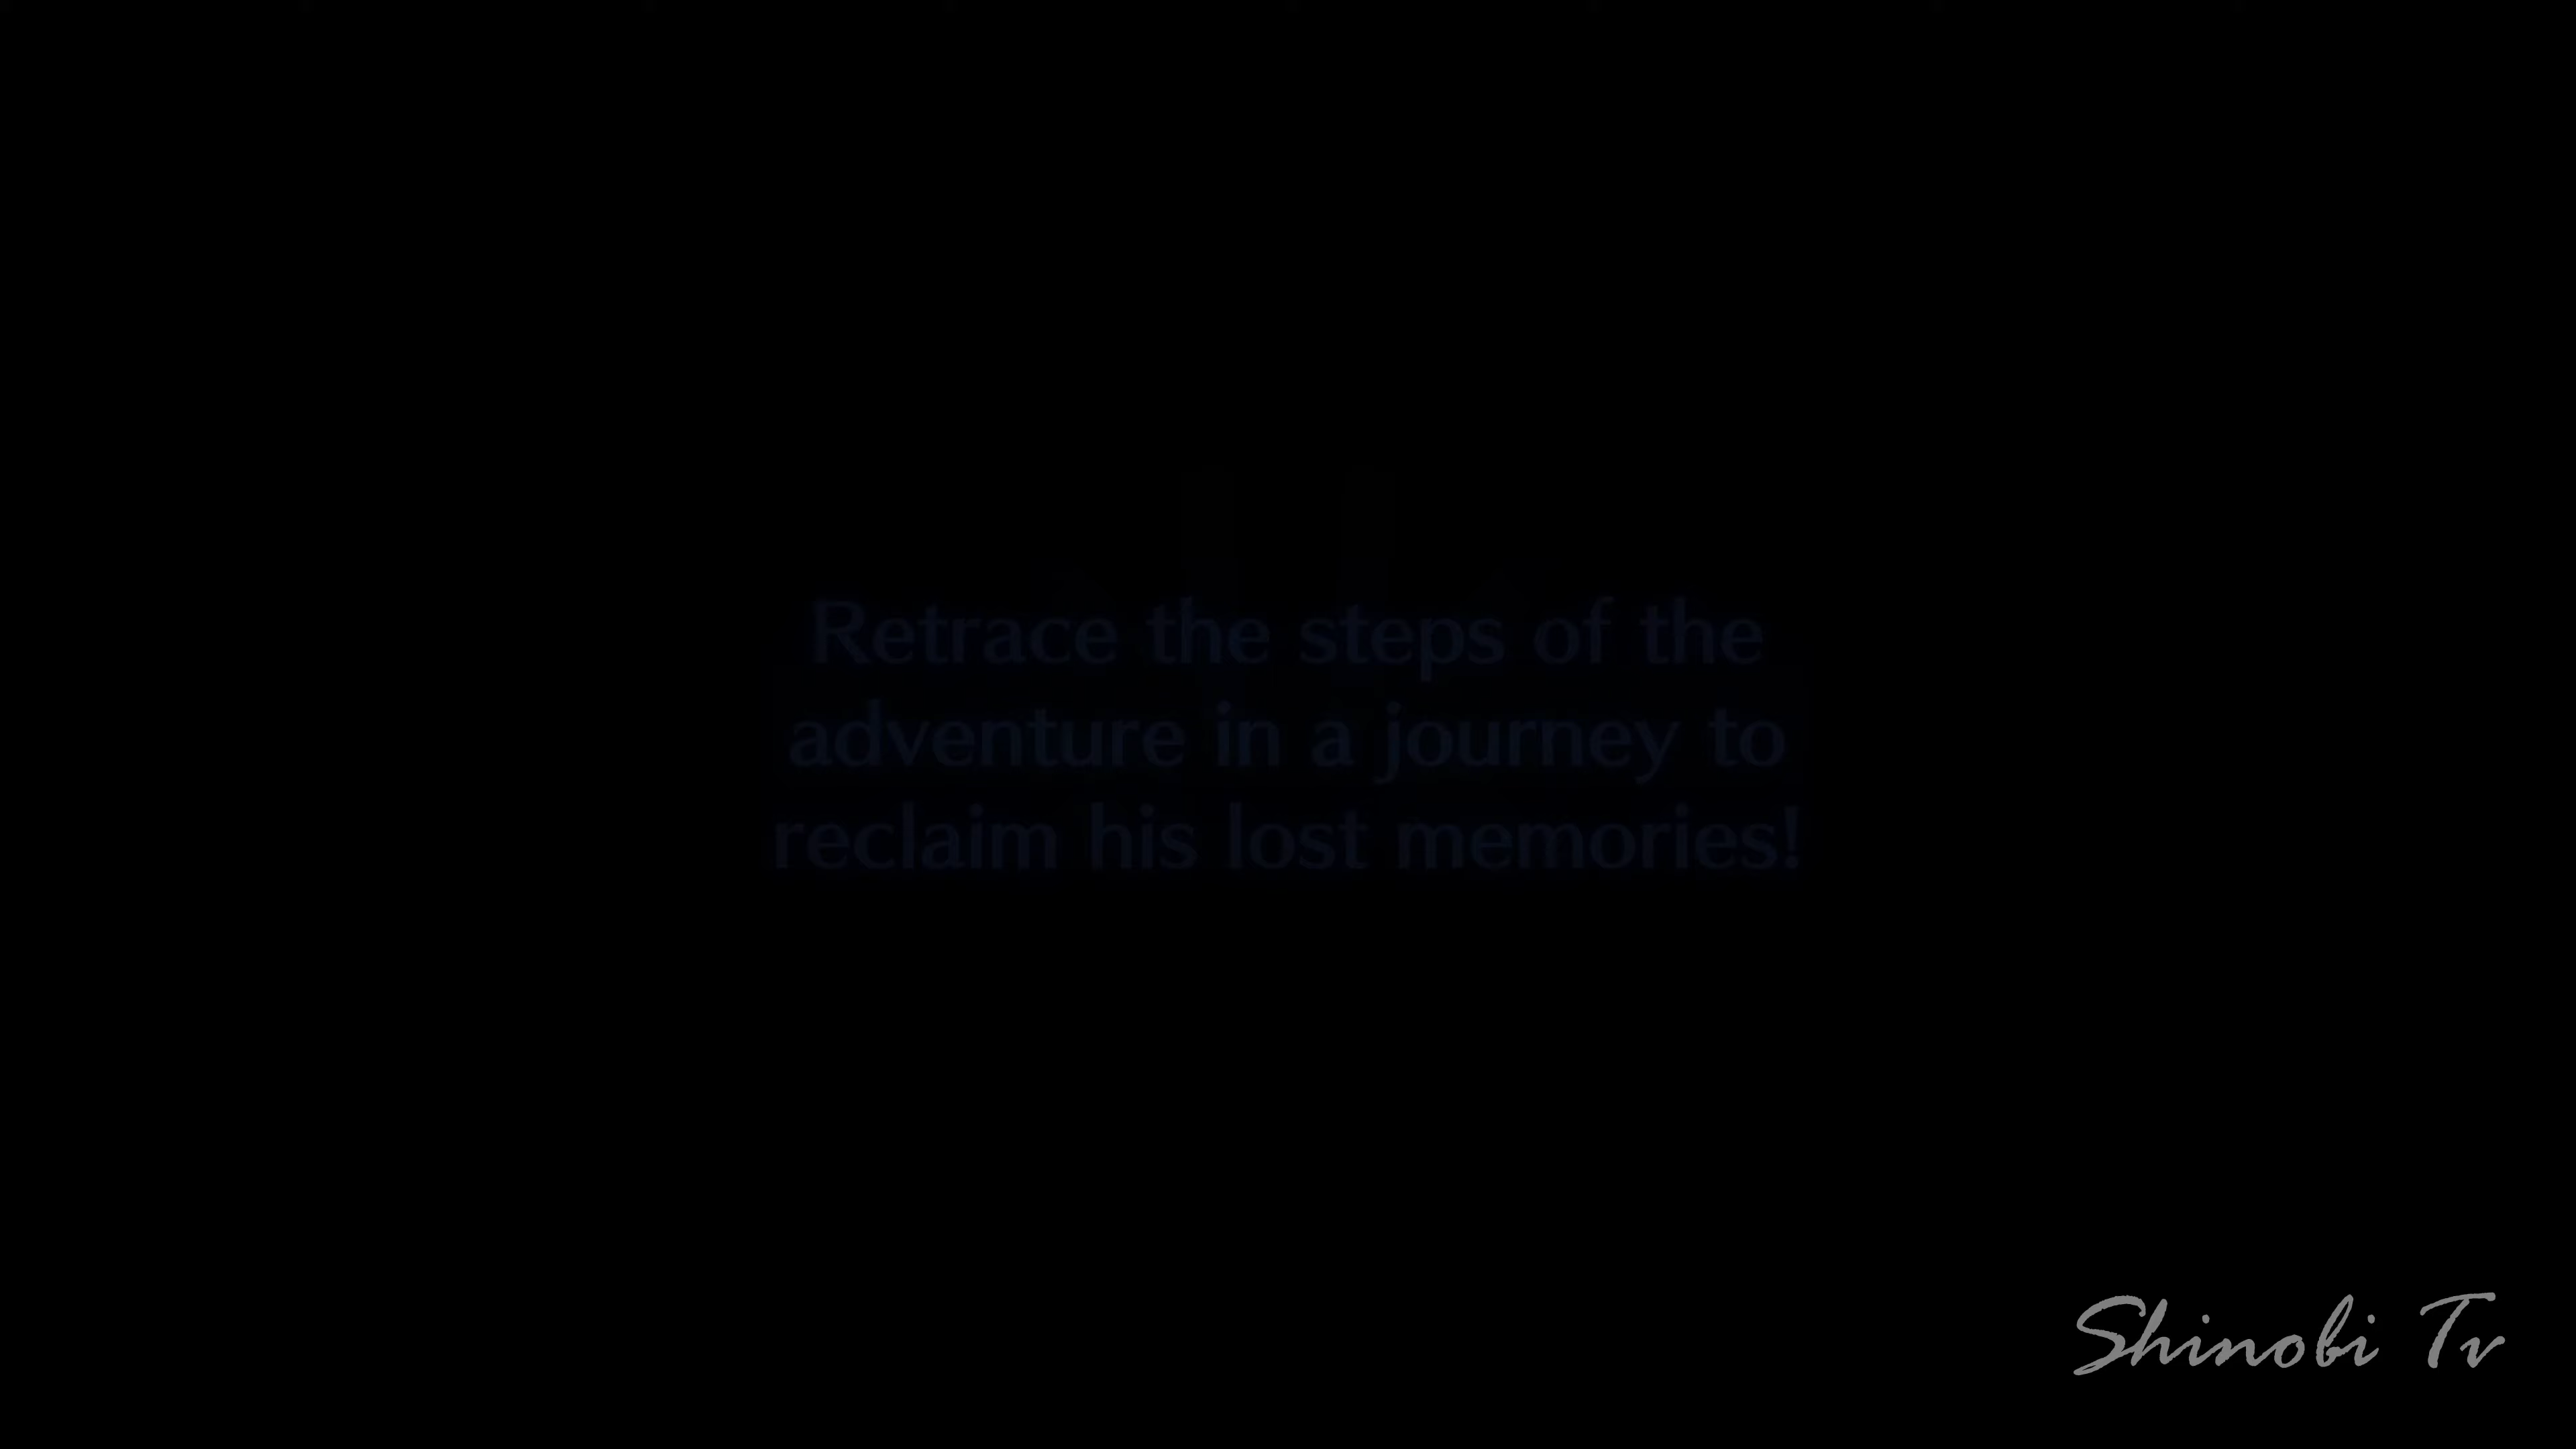 Retrace the steps of the
adventure in a journey to
reclaim his lost memories!
Shinobi Tv